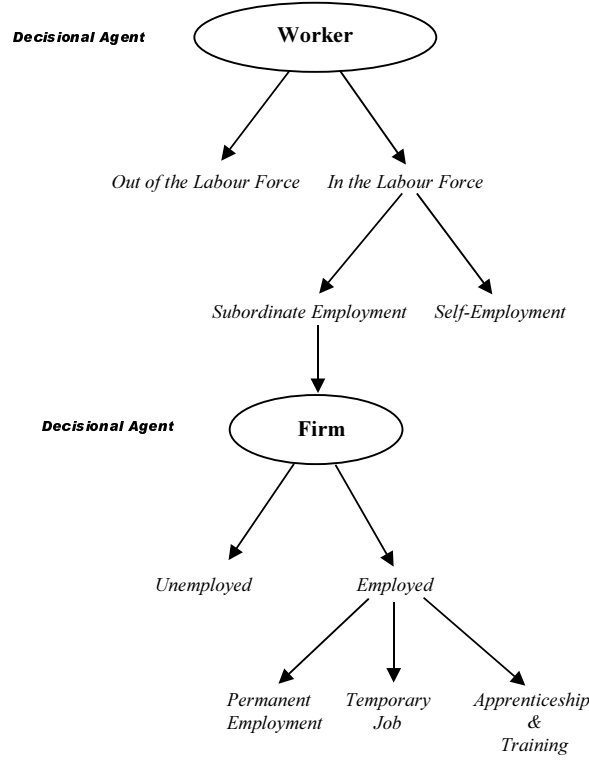 Decisional Agent
Worker
Out of the Labour Force
In the Labour Force
Subordinate Employment
Self-Employment
Decisional Agent
Firm
Unemployed
Employed
Permanent
Employment
Temporary
Job
Apprenticeship
&
Training